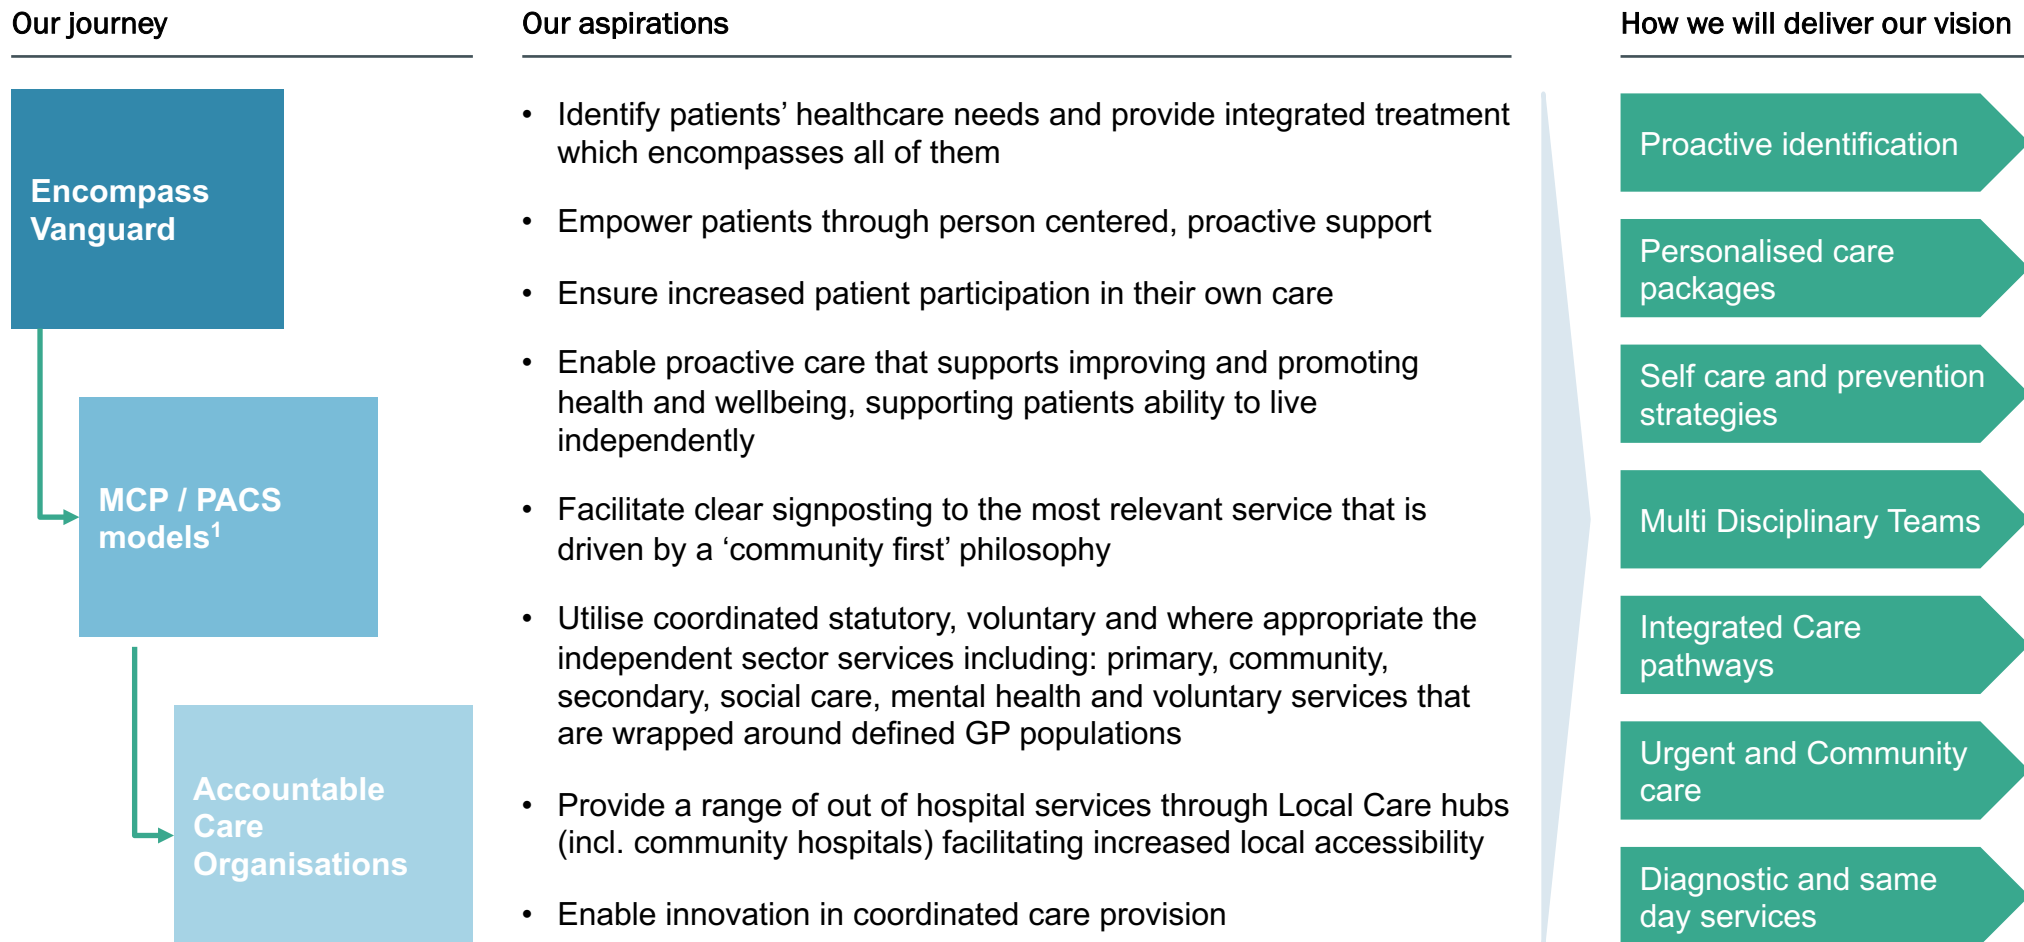 Our journey
Encompass
Vanguard
MCP / PACS
models1
Accountable
Care
Organisations
Our aspirations
• Identify patients’ healthcare needs and provide integrated treatment
which encompasses all of them
• Empower patients through person centered, proactive support
• Ensure increased patient participation in their own care
• Enable proactive care that supports improving and promoting
health and wellbeing, supporting patients ability to live
independently
• Facilitate clear signposting to the most relevant service that is
driven by a ‘community first’ philosophy
• Utilise coordinated statutory, voluntary and where appropriate the
independent sector services including: primary, community,
secondary, social care, mental health and voluntary services that
are wrapped around defined GP populations
• Provide a range of out of hospital services through Local Care hubs
(incl. community hospitals) facilitating increased local accessibility
• Enable innovation in coordinated care provision
How we will deliver our vision
Proactive identification
Personalised care
packages
Self care and prevention
strategies
Multi Disciplinary Teams
Integrated Care
pathways
Urgent and Community
care
Diagnostic and same
day services